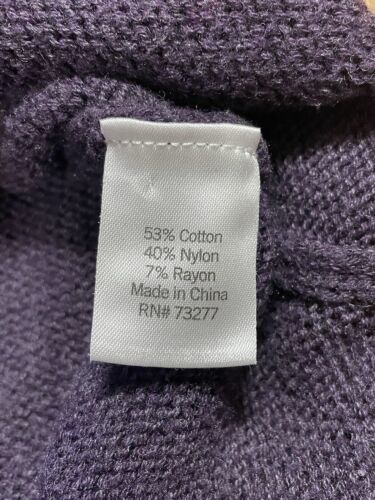 53% Cotton
40% Nylon
7% Rayon
Made in China
RN# 73277